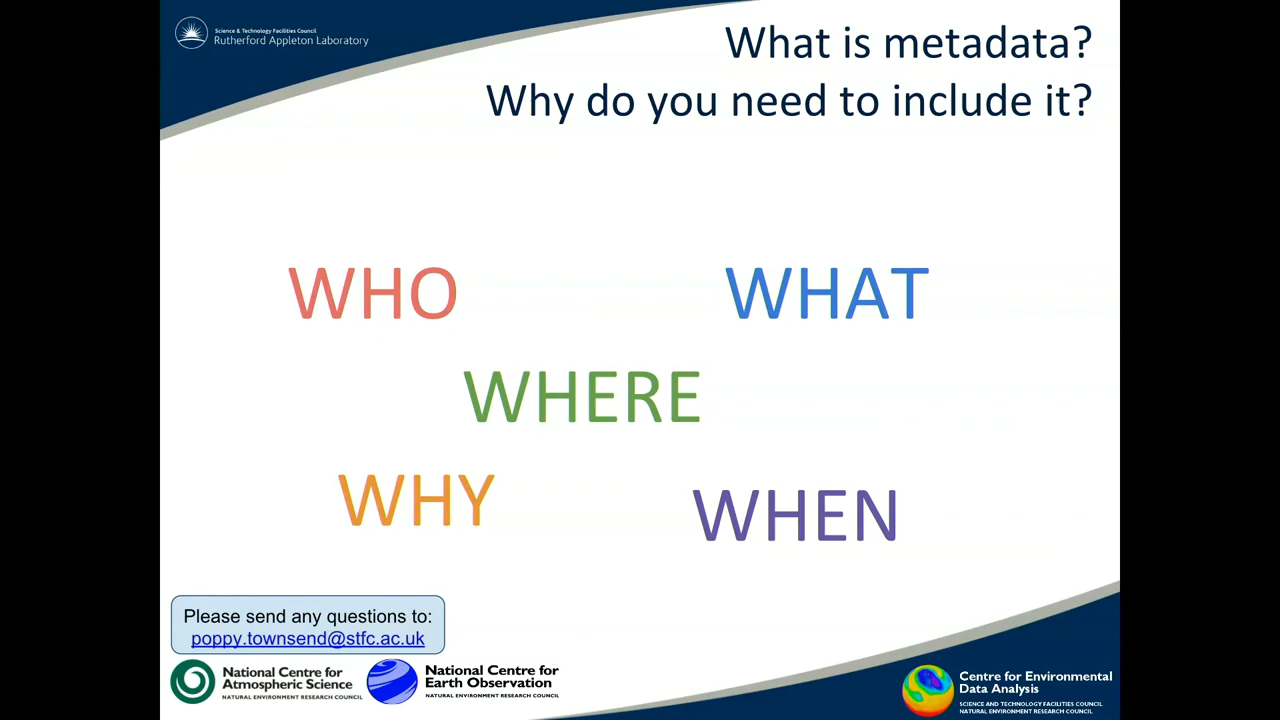 Science & Technology Facilities Council
Rutherford Appleton Laboratory
What is metadata?
Why do you need to include it?
WHO
WHAT
WHERE
WHY
WHEN
Please send any questions to:
poppy.townsend@stfc.ac.uk
National Centre for
Atmospheric Science
NATURAL ENVIRONMENT RESEARCH COUNCIL
National Centre for
Earth Observation
NATURAL ENVIRONMENT RESEARCH COUNCIL
Centre for Environmental
Data Analysis
SCIENCE AND TECHNOLOGY FACILITIES COUNCIL
NATURAL ENVIRONMENT RESEARCH COUNCIL